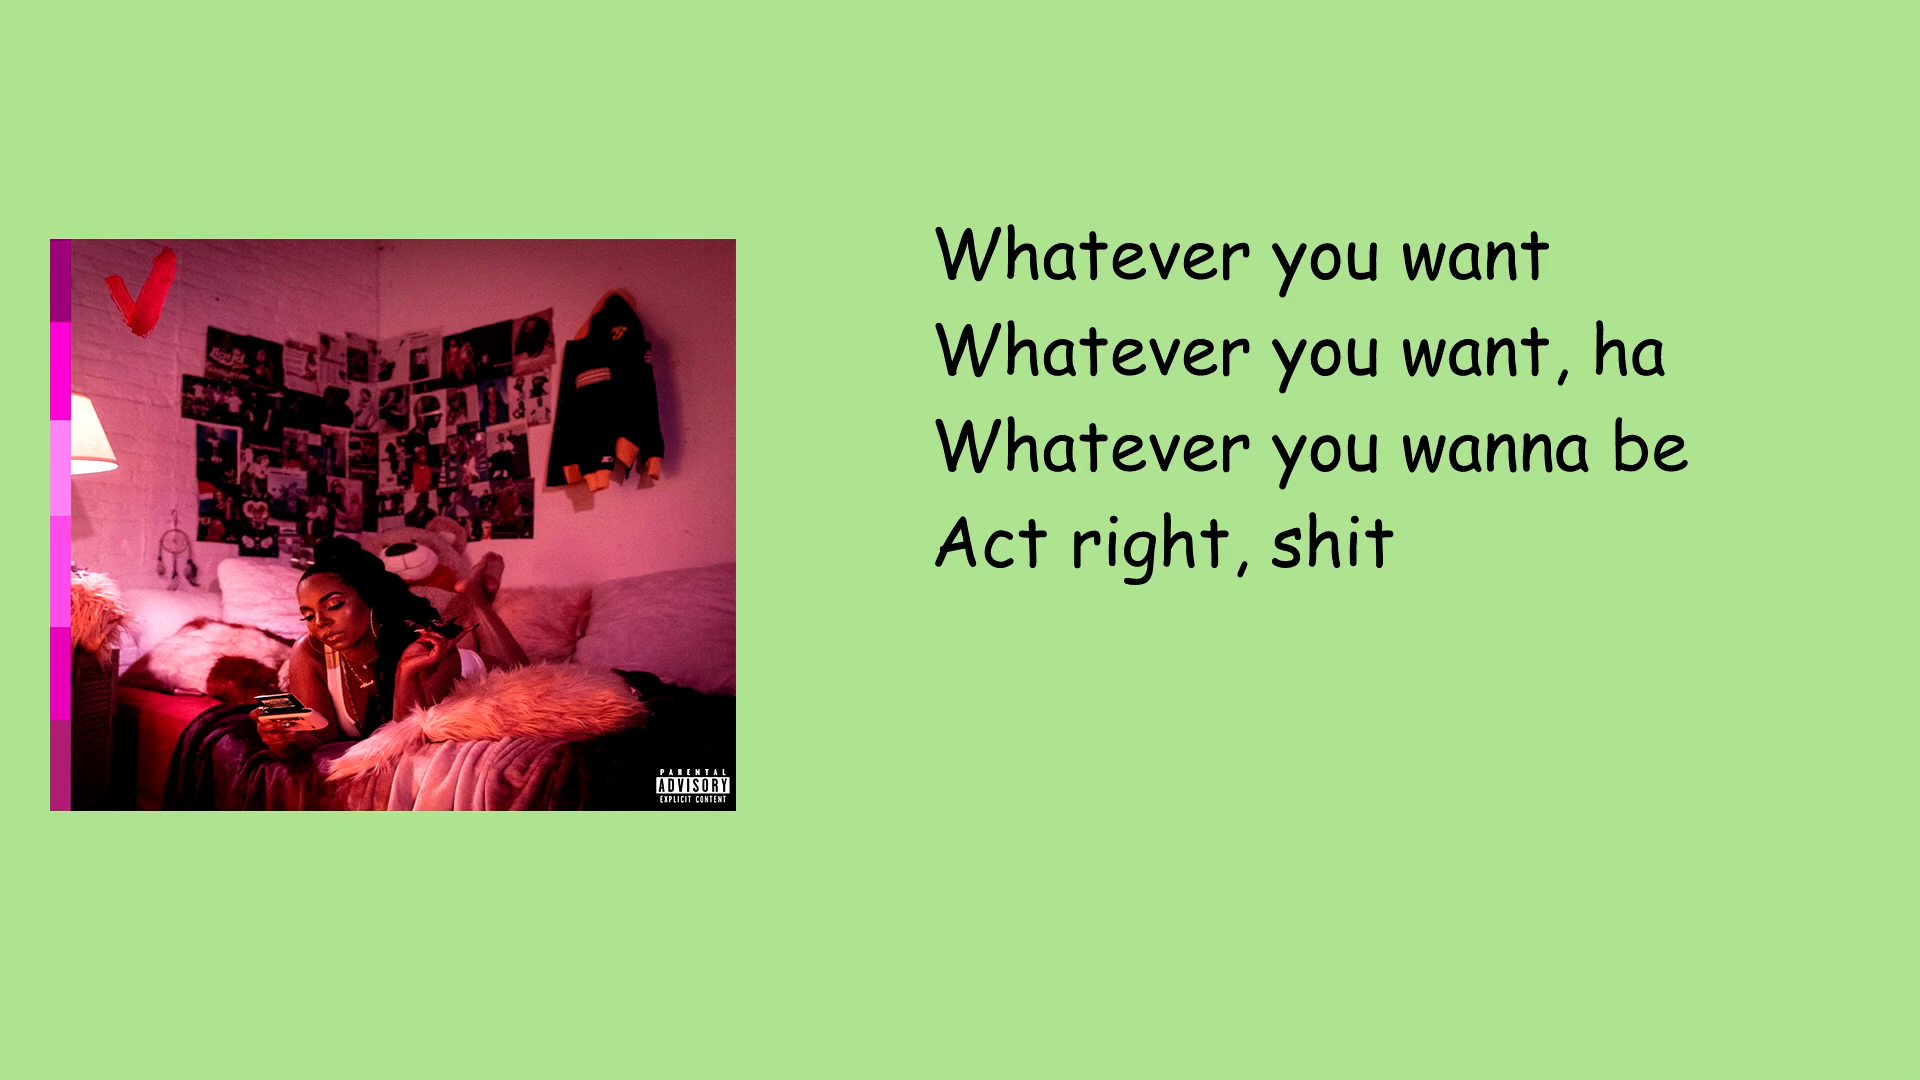 Whatever you want
Whatever you want, ha
Whatever you wanna be
Act right, shit
PARENTAL
ADVISORY
EXPLICIT CONTENT